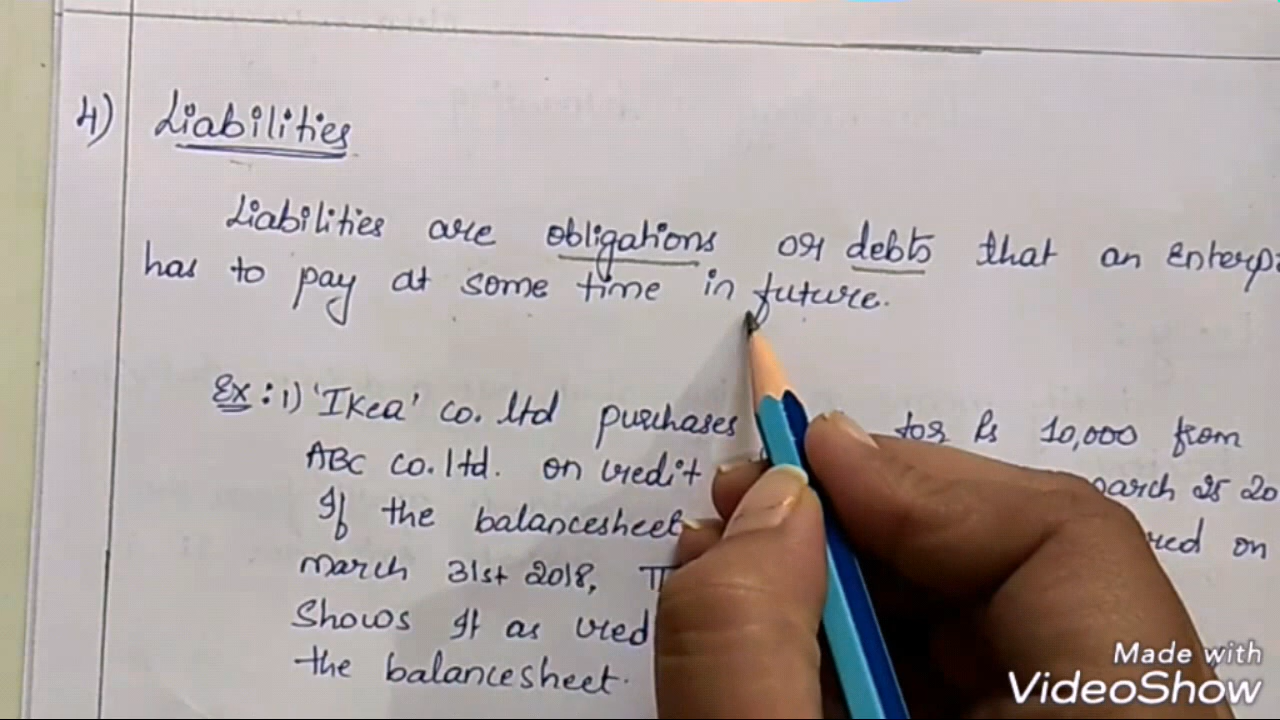 4) Liabilities
Liabilities are obligations or debts that an Enterp
has to pay at some time in future.
Ex: 1) 'Ikea' co. ltd purchases for Rs 10,000 from
ABC co. ltd. on credit march 25 20
If the balancesheet on
march 31st 2018,
Shows it as cred
the balancesheet.
Made with
VideoShow